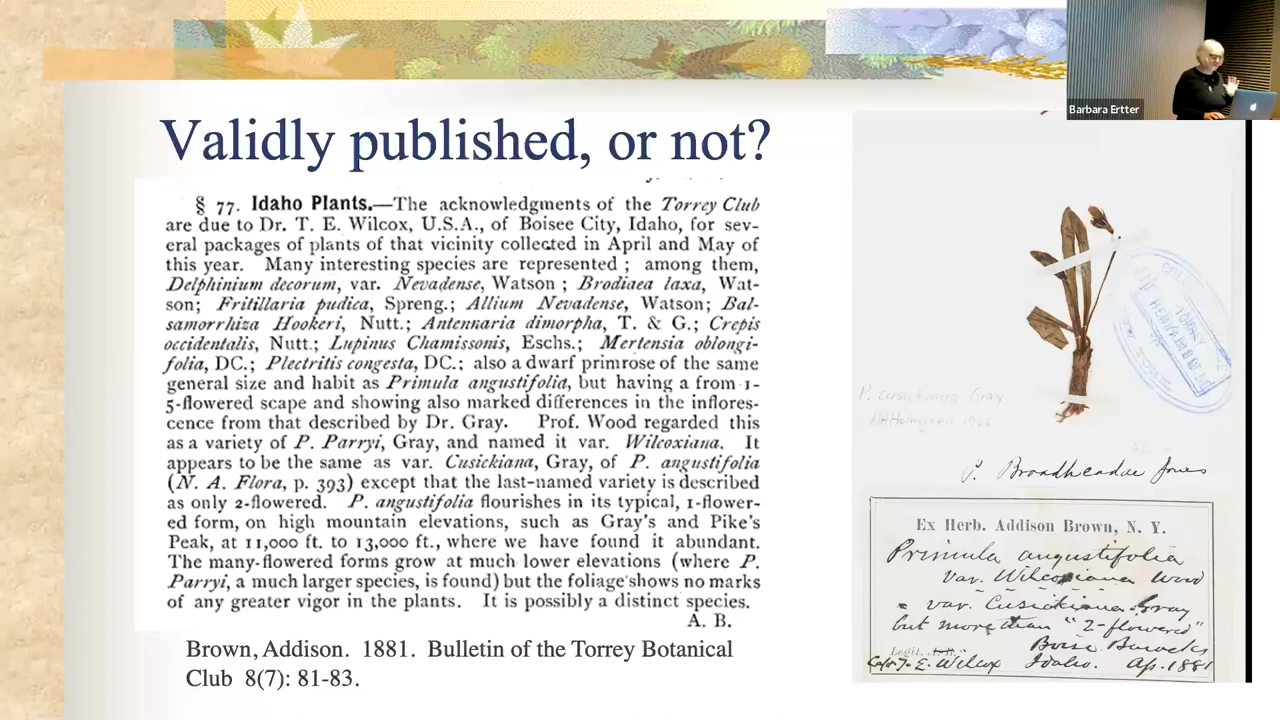 Barbara Ertter
Validly published, or not?
§ 77. Idaho Plants.—The acknowledgments of the Torrey Club
are due to Dr. T. E. Wilcox, U.S.A., of Boisee City, Idaho, for sev-
eral packages of plants of that vicinity collected in April and May of
this year. Many interesting species are represented ; among them,
Delphinium decorum, var. Nevadense, Watson ; Brodiaea laxa, Wat-
son; Fritillaria pudica, Spreng.; Allium Nevadense, Watson; Bal-
samorrhiza Hookeri, Nutt.; Antennaria dimorpha, T. & G.; Crepis
occidentalis, Nutt.; Lupinus Chamissonis, Eschs.; Mertensia oblongi-
folia, DC.; Plectritis congesta, DC.; also a dwarf primrose of the same
general size and habit as Primula angustifolia, but having a from 1-
5-flowered scape and showing also marked differences in the inflores-
cence from that described by Dr. Gray. Prof. Wood regarded this
as a variety of P. Parryi, Gray, and named it var. Wilcoxiana. It
appears to be the same as var. Cusickiana, Gray, of P. angustifolia
(N. A. Flora, p. 393) except that the last-named variety is described
as only 2-flowered. P. angustifolia flourishes in its typical, 1-flower-
ed form, on high mountain elevations, such as Gray's and Pike's
Peak, at 11,000 ft. to 13,000 ft., where we have found it abundant.
The many-flowered forms grow at much lower elevations (where P.
Parryi, a much larger species, is found) but the foliage shows no marks
of any greater vigor in the plants. It is possibly a distinct species.
A. B.
Brown, Addison. 1881. Bulletin of the Torrey Botanical
Club 8(7): 81-83.
P. cusickiana Gray
P. Broadheadae Jones
Ex Herb. Addison Brown, N. Y.
Primula angustifolia
var. Wilcoxiana Wood
= var. Cusickiana Gray
but more than "2-flowered"
Boise Barracks
Legit.
Capt. T. E. Wilcox Idaho. Ap. 1881